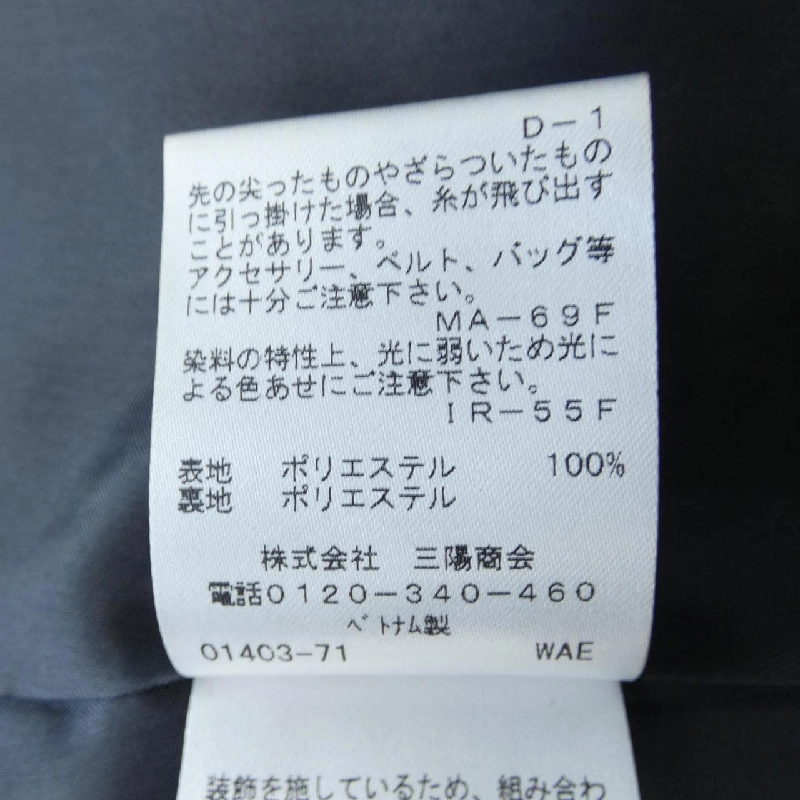 D－1
先の尖ったものやざらついたもの
に引っ掛けた場合、糸が飛び出す
ことがあります。
アクセサリー、ベルト、バッグ等
には十分ご注意下さい。
MA－69F
染料の特性上、光に弱いため光に
よる色あせにご注意下さい。
IR－55F
表地 ポリエステル 100%
裏地 ポリエステル
株式会社 三陽商会
電話0120－340－460
ﾍﾞﾄﾅﾑ製
01403-71 WAE
装飾を施しているため、組み合わ